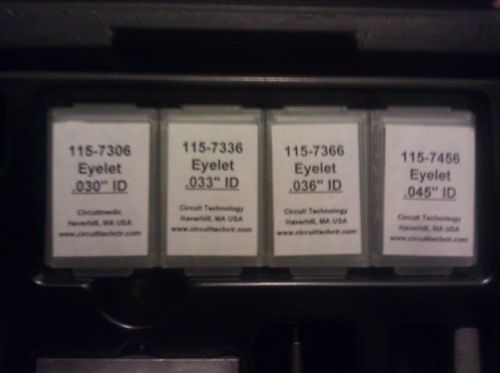 115-7306
Eyelet
.030" ID
Circuitmedic
Haverhill, MA USA
www.circuittechctr.com
115-7336
Eyelet
.033" ID
Circuit Technology
Haverhill, MA USA
www.circuittechctr.com
115-7366
Eyelet
.036" ID
Circuit Technology
Haverhill, MA USA
www.circuittechctr.com
115-7456
Eyelet
.045" ID
Circuit Technology
Haverhill, MA USA
www.circuittechctr.com